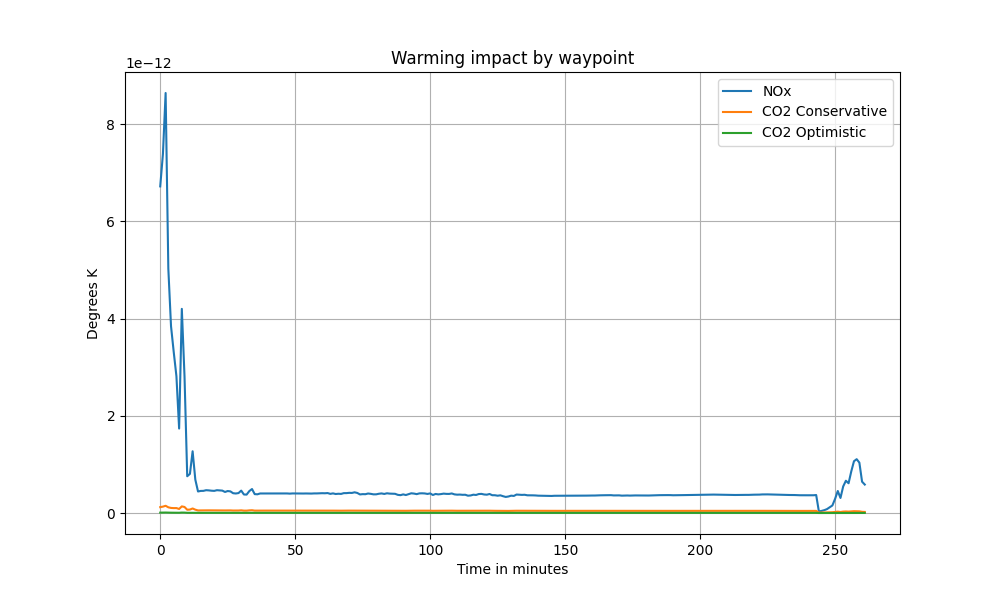 Warming impact by waypoint
1e−12
NOx
CO2 Conservative
CO2 Optimistic
8
6
4
2
0
Degrees K
0 50 100 150 200 250
Time in minutes